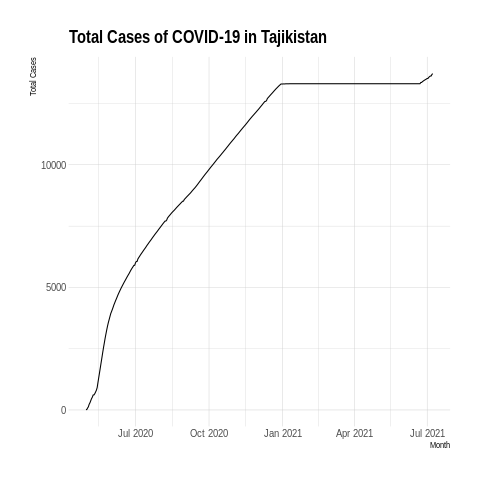 Total Cases of COVID-19 in Tajikistan
Total Cases
10000
5000
0
Jul 2020 Oct 2020 Jan 2021 Apr 2021 Jul 2021
Month